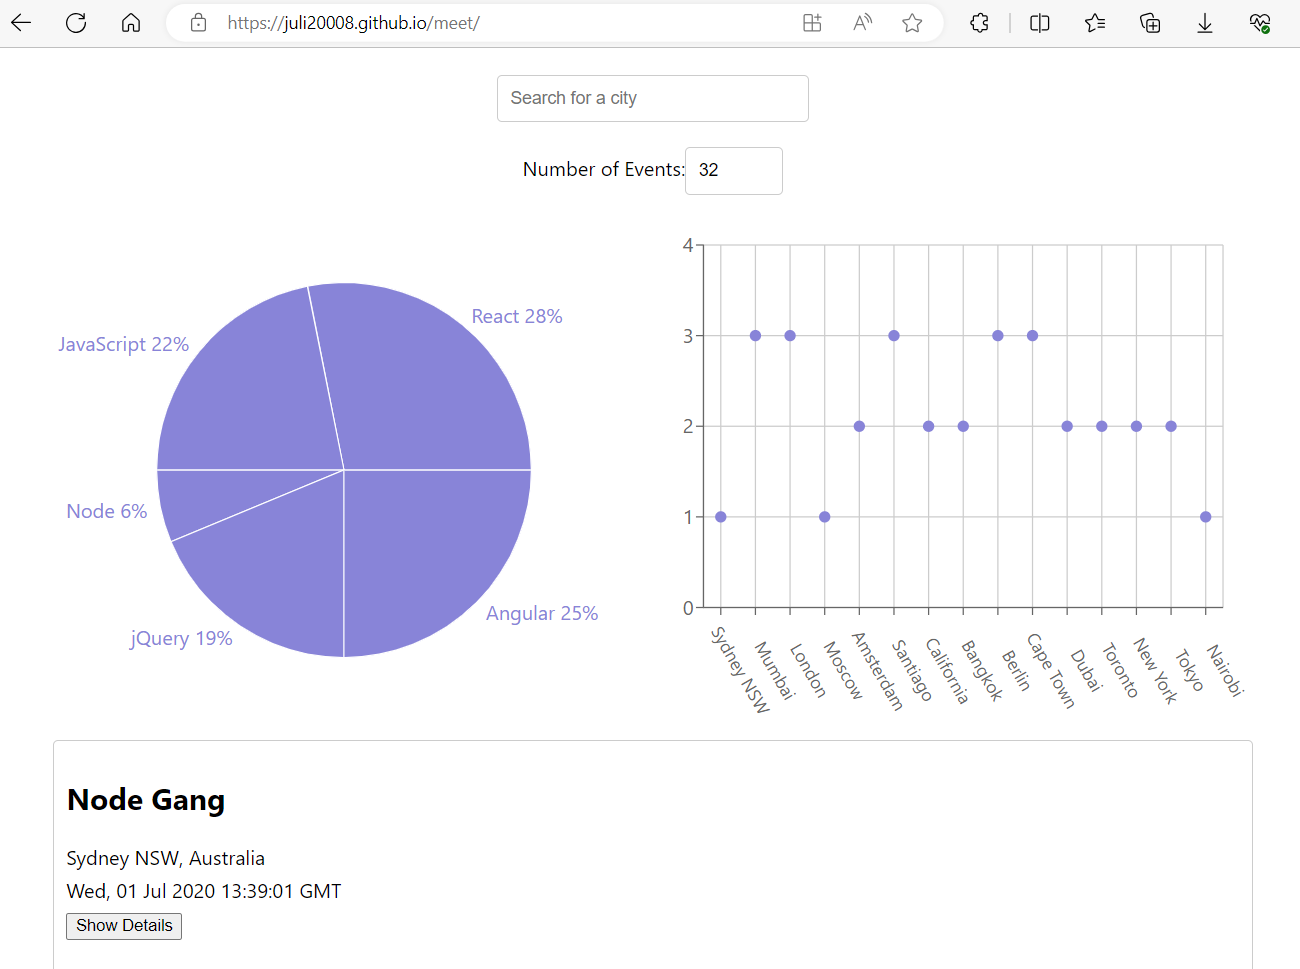 https://juli20008.github.io/meet/
Search for a city
Number of Events: 32
React 28%
JavaScript 22%
Node 6%
jQuery 19%
Angular 25%
4
3
2
1
0
Sydney NSW
Mumbai
London
Moscow
Amsterdam
Santiago
California
Bangkok
Berlin
Cape Town
Dubai
Toronto
New York
Tokyo
Nairobi
Node Gang
Sydney NSW, Australia
Wed, 01 Jul 2020 13:39:01 GMT
Show Details